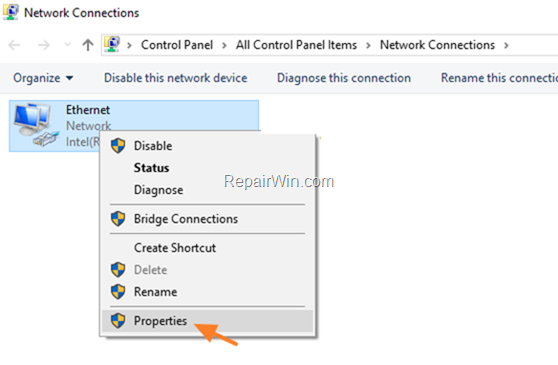 Network Connections
Control Panel > All Control Panel Items > Network Connections >
Organize Disable this network device Diagnose this connection Rename this connectio
Ethernet
Network
Intel(R
Disable
Status
Diagnose
RepairWin.com
Bridge Connections
Create Shortcut
Delete
Rename
Properties